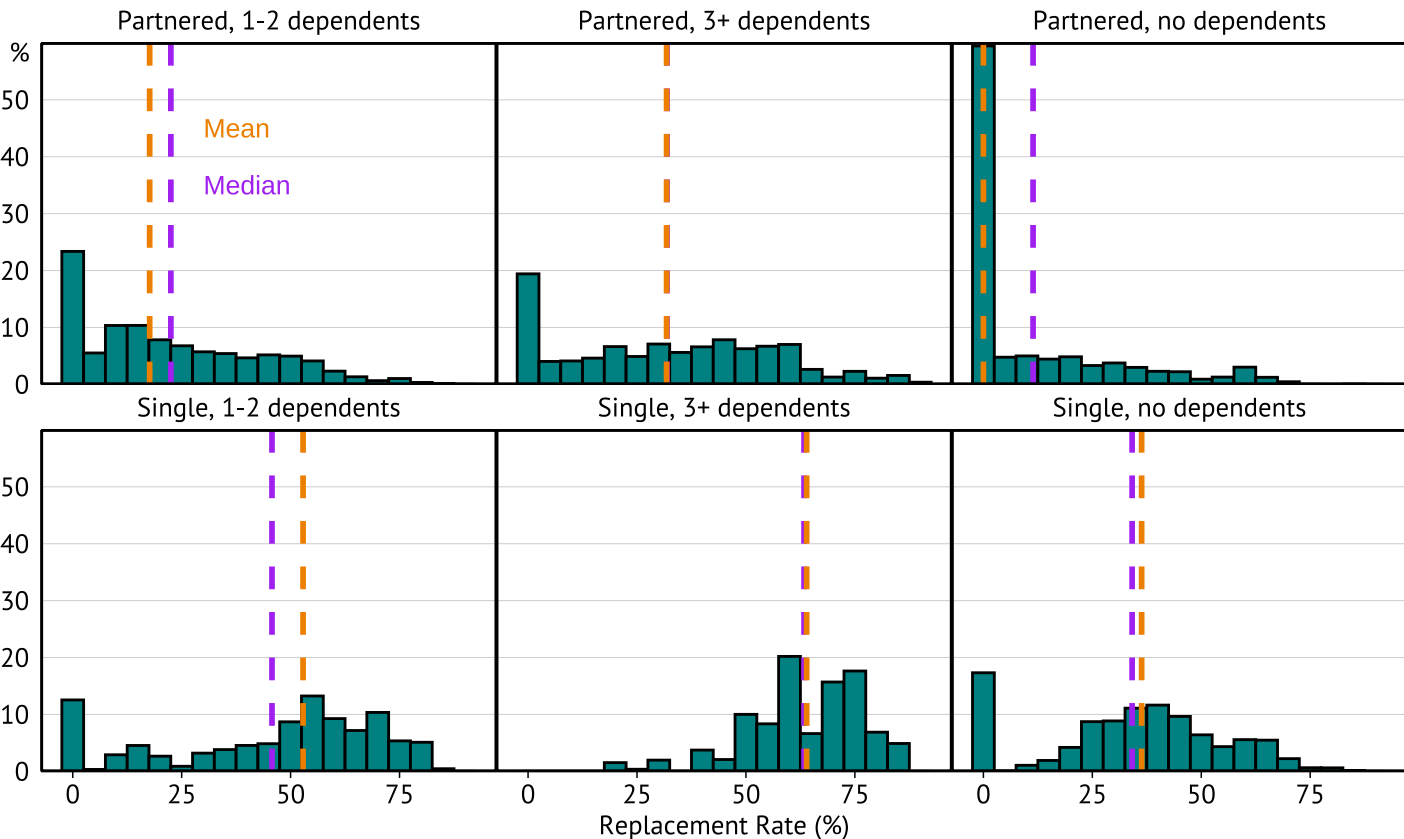 Partnered, 1-2 dependents Partnered, 3+ dependents Partnered, no dependents
%
50
Mean
40
Median
30
20
10
0
Single, 1-2 dependents Single, 3+ dependents Single, no dependents
50
40
30
20
10
0
0 25 50 75 0 25 50 75 0 25 50 75
Replacement Rate (%)